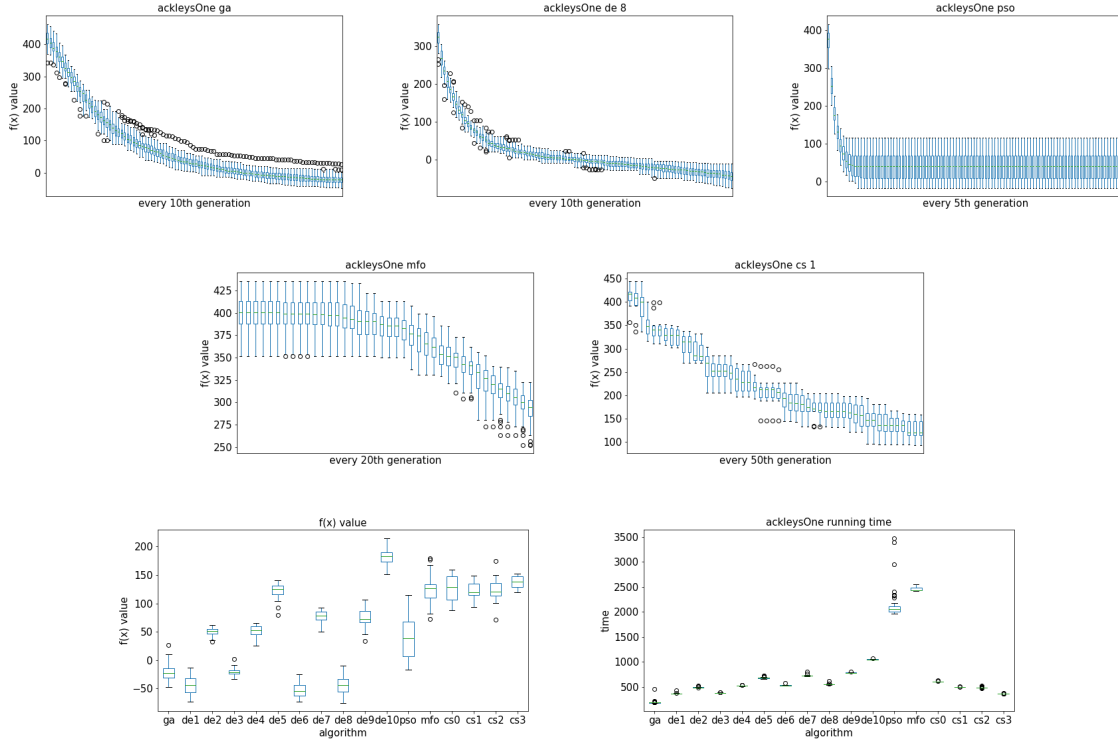 ackleysOne ga
ackleysOne de 8
ackleysOne pso
f(x) value
400
300
200
100
0
every 10th generation
f(x) value
300
200
100
0
every 10th generation
f(x) value
400
300
200
100
0
every 5th generation
ackleysOne mfo
ackleysOne cs 1
f(x) value
425
400
375
350
325
300
275
250
every 20th generation
f(x) value
450
400
350
300
250
200
150
100
every 50th generation
f(x) value
ackleysOne running time
f(x) value
200
150
100
50
0
−50
ga de1 de2 de3 de4 de5 de6 de7 de8 de9 de10 pso mfo cs0 cs1 cs2 cs3
algorithm
time
3500
3000
2500
2000
1500
1000
500
ga de1 de2 de3 de4 de5 de6 de7 de8 de9 de10 pso mfo cs0 cs1 cs2 cs3
algorithm